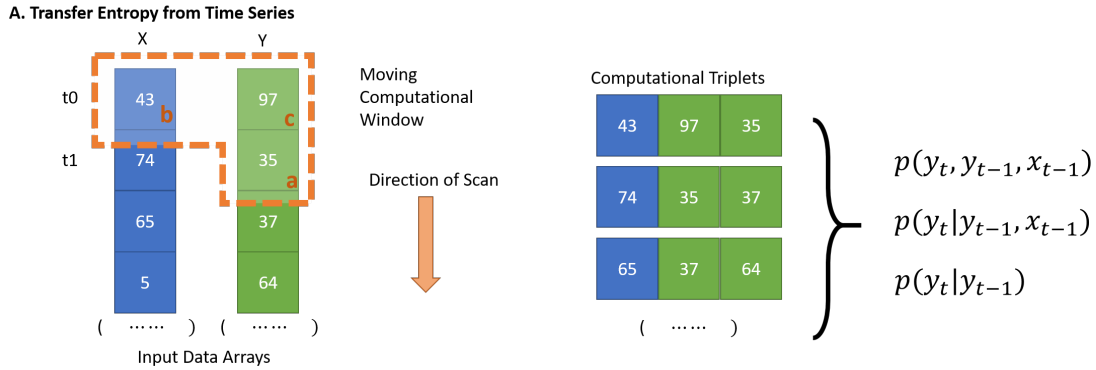 A. Transfer Entropy from Time Series
X Y
t0 43 b 97 c
t1 74 35 a
65 37
5 64
( …… ) ( …… )
Input Data Arrays
Moving
Computational
Window
Direction of Scan
Computational Triplets
43 97 35
74 35 37
65 37 64
( …… )
p(y_t, y_{t−1}, x_{t−1})
p(y_t|y_{t−1}, x_{t−1})
p(y_t|y_{t−1})